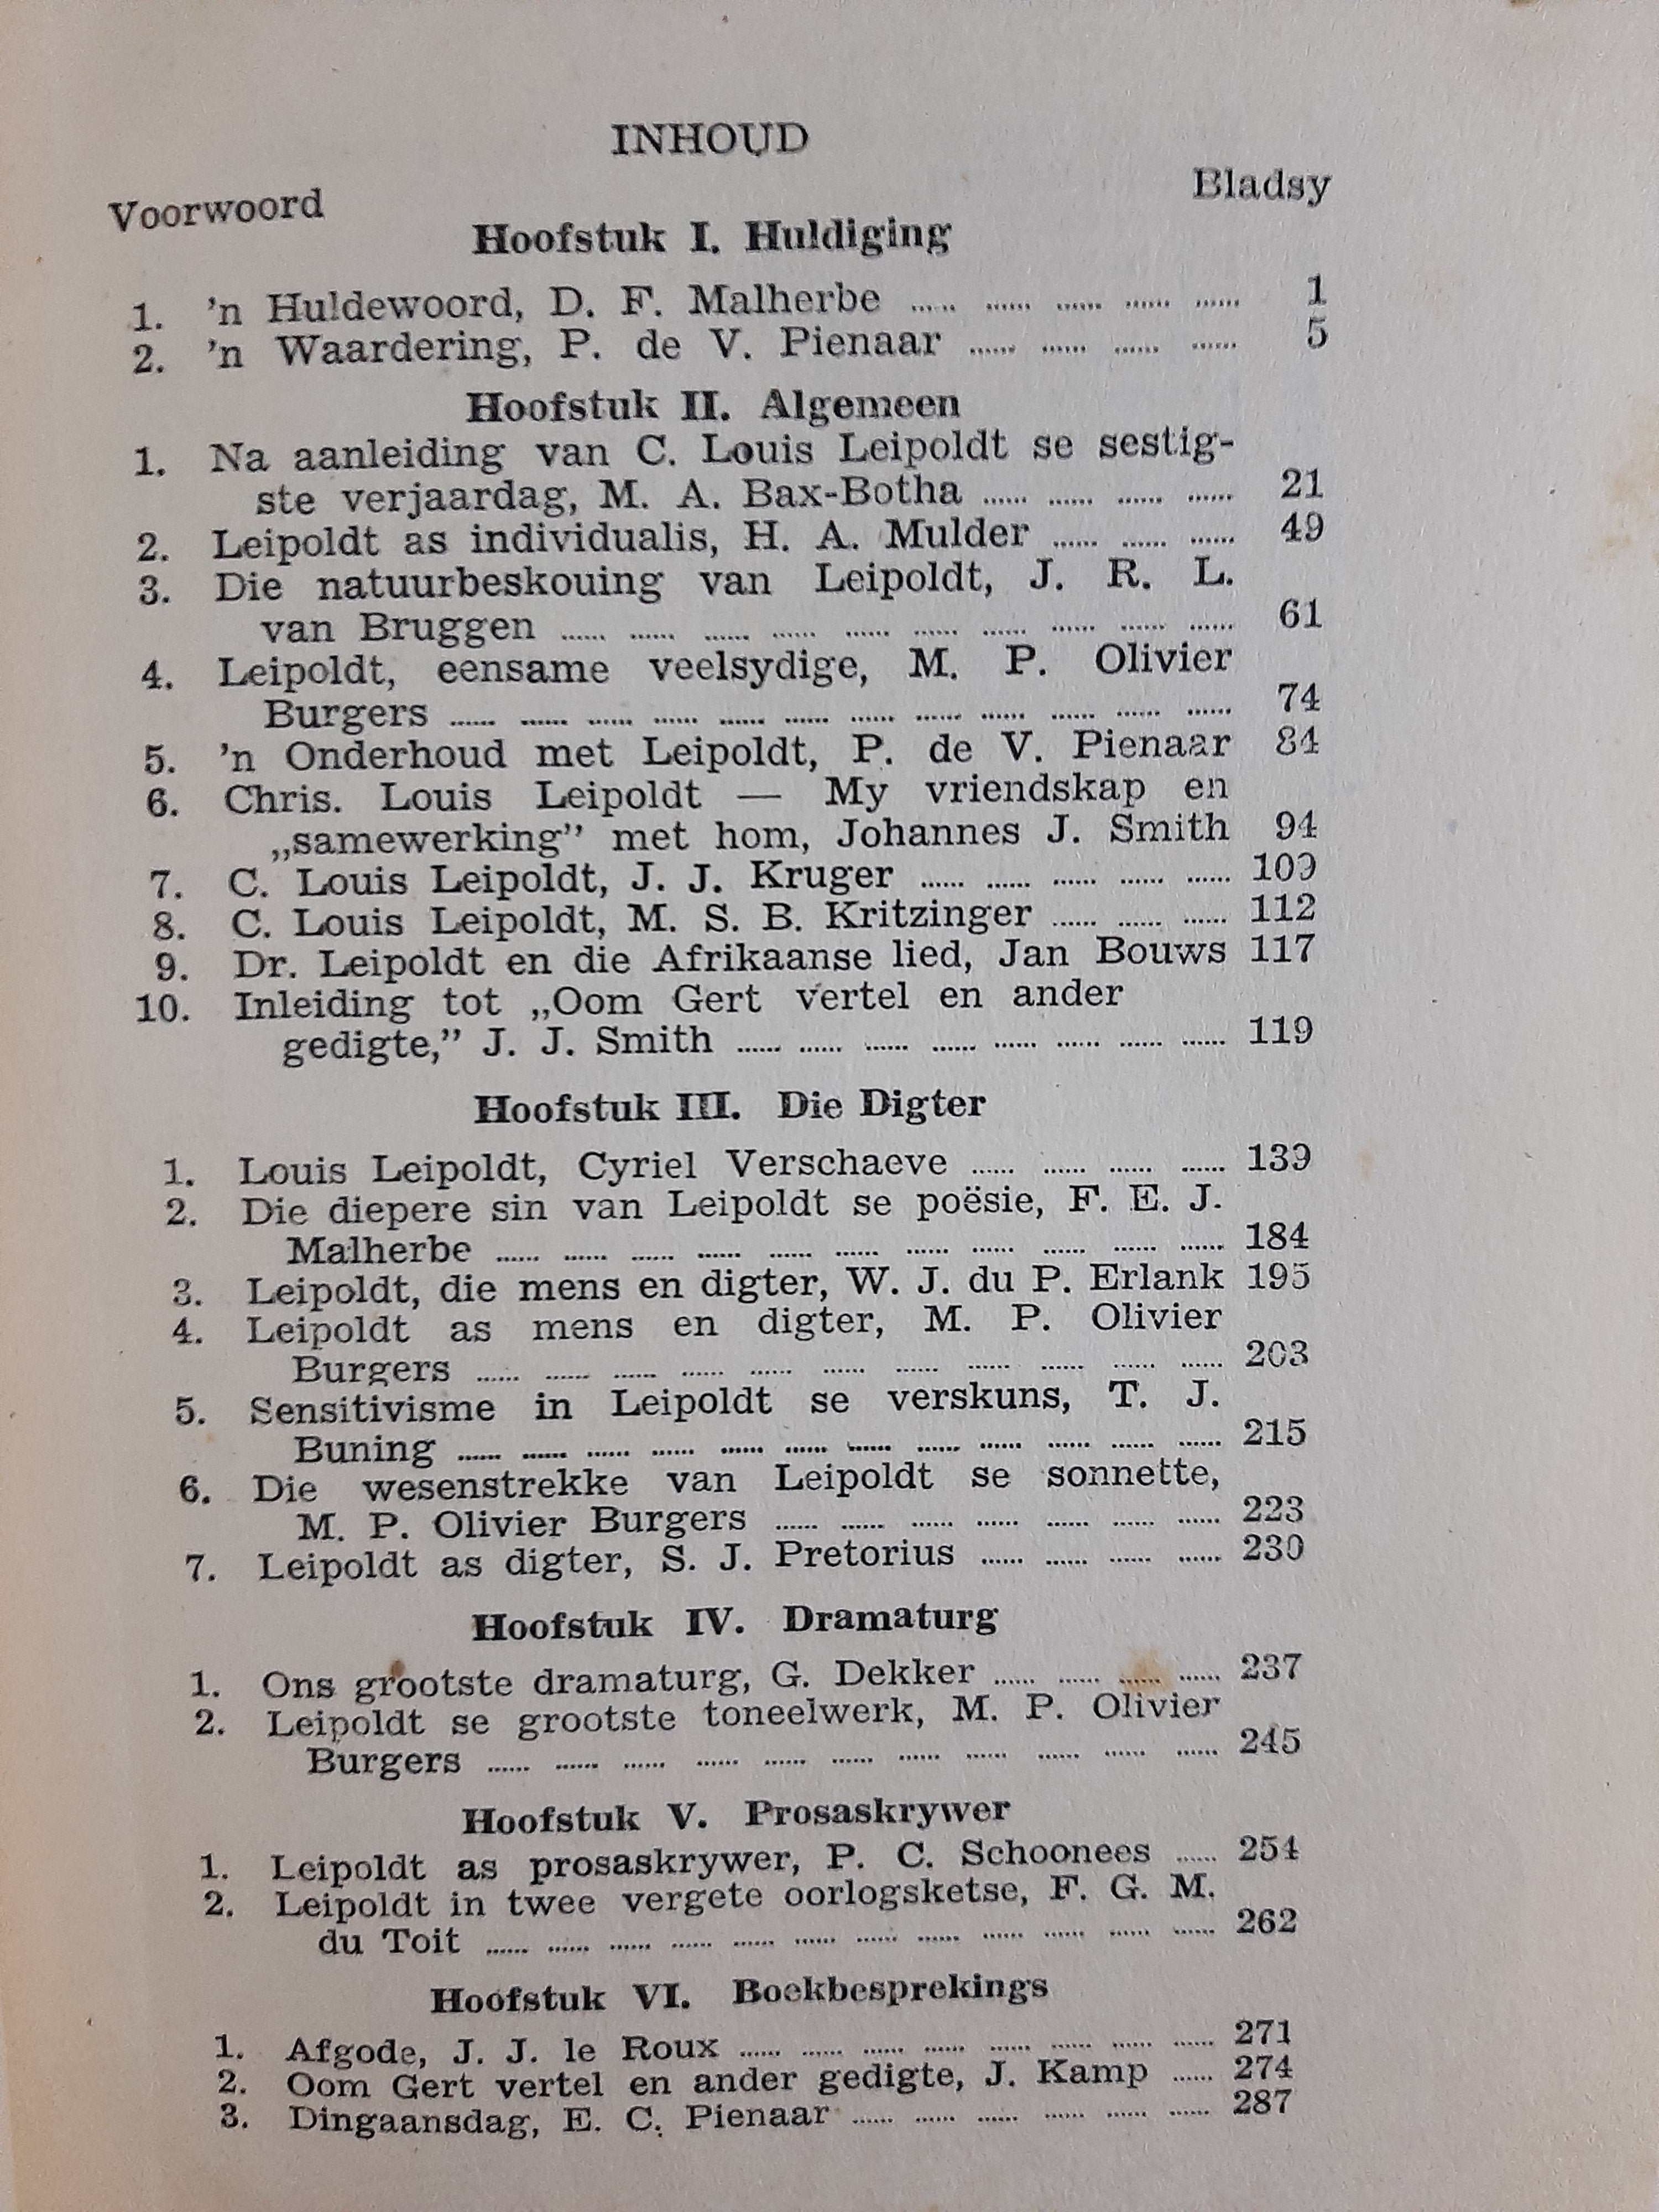 INHOUD
Voorwoord Bladsy
Hoofstuk I. Huldiging
1. ’n Huldewoord, D. F. Malherbe ...... ...... ...... ...... ...... 1
2. ’n Waardering, P. de V. Pienaar ...... ...... ...... ...... 5
Hoofstuk II. Algemeen
1. Na aanleiding van C. Louis Leipoldt se sestig-
ste verjaardag, M. A. Bax-Botha ...... ...... ...... ...... 21
2. Leipoldt as individualis, H. A. Mulder ...... ...... ...... 49
3. Die natuurbeskouing van Leipoldt, J. R. L.
van Bruggen ...... ...... ...... ...... ...... ...... ...... ...... ...... ...... 61
4. Leipoldt, eensame veelsydige, M. P. Olivier
Burgers ...... ...... ...... ...... ...... ...... ...... ...... ...... ...... ...... ...... 74
5. ’n Onderhoud met Leipoldt, P. de V. Pienaar 84
6. Chris. Louis Leipoldt — My vriendskap en
„samewerking” met hom, Johannes J. Smith 94
7. C. Louis Leipoldt, J. J. Kruger ...... ...... ...... ...... ...... 109
8. C. Louis Leipoldt, M. S. B. Kritzinger ...... ...... ...... 112
9. Dr. Leipoldt en die Afrikaanse lied, Jan Bouws 117
10. Inleiding tot „Oom Gert vertel en ander
gedigte,” J. J. Smith ...... ...... ...... ...... ...... ...... ...... ...... 119
Hoofstuk III. Die Digter
1. Louis Leipoldt, Cyriel Verschaeve ...... ...... ...... ...... 139
2. Die diepere sin van Leipoldt se poësie, F. E. J.
Malherbe ...... ...... ...... ...... ...... ...... ...... ...... ...... ...... ...... 184
3. Leipoldt, die mens en digter, W. J. du P. Erlank 195
4. Leipoldt as mens en digter, M. P. Olivier
Burgers ...... ...... ...... ...... ...... ...... ...... ...... ...... ...... ...... 203
5. Sensitivisme in Leipoldt se verskuns, T. J.
Buning ...... ...... ...... ...... ...... ...... ...... ...... ...... ...... ...... ...... 215
6. Die wesenstrekke van Leipoldt se sonnette,
M. P. Olivier Burgers ...... ...... ...... ...... ...... ...... ...... 223
7. Leipoldt as digter, S. J. Pretorius ...... ...... ...... ...... 230
Hoofstuk IV. Dramaturg
1. Ons grootste dramaturg, G. Dekker ...... ...... ...... ...... 237
2. Leipoldt se grootste toneelwerk, M. P. Olivier
Burgers ...... ...... ...... ...... ...... ...... ...... ...... ...... ...... ...... 245
Hoofstuk V. Prosaskrywer
1. Leipoldt as prosaskrywer, P. C. Schoonees ...... 254
2. Leipoldt in twee vergete oorlogsketse, F. G. M.
du Toit ...... ...... ...... ...... ...... ...... ...... ...... ...... ...... ...... ...... 262
Hoofstuk VI. Boekbesprekings
1. Afgode, J. J. le Roux ...... ...... ...... ...... ...... ...... ...... ...... 271
2. Oom Gert vertel en ander gedigte, J. Kamp ...... 274
3. Dingaansdag, E. C. Pienaar ...... ...... ...... ...... ...... ...... 287